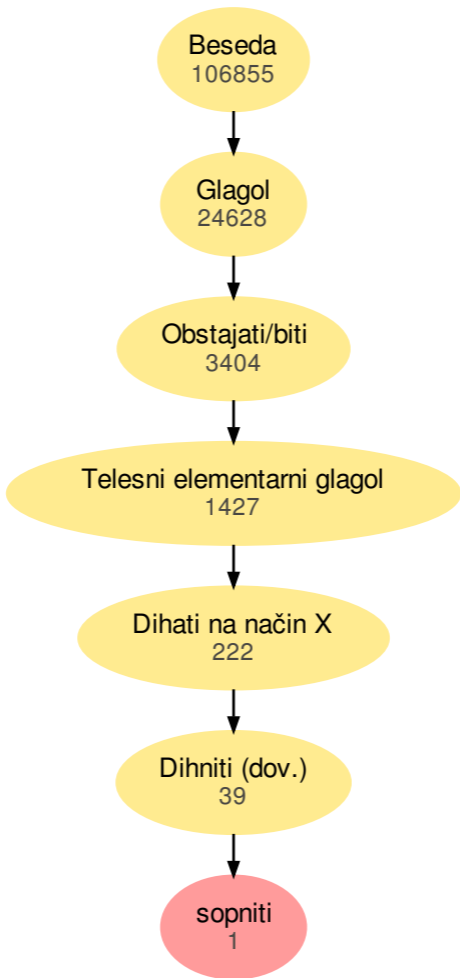 Beseda
106855
Glagol
24628
Obstajati/biti
3404
Telesni elementarni glagol
1427
Dihati na način X
222
Dihniti (dov.)
39
sopniti
1